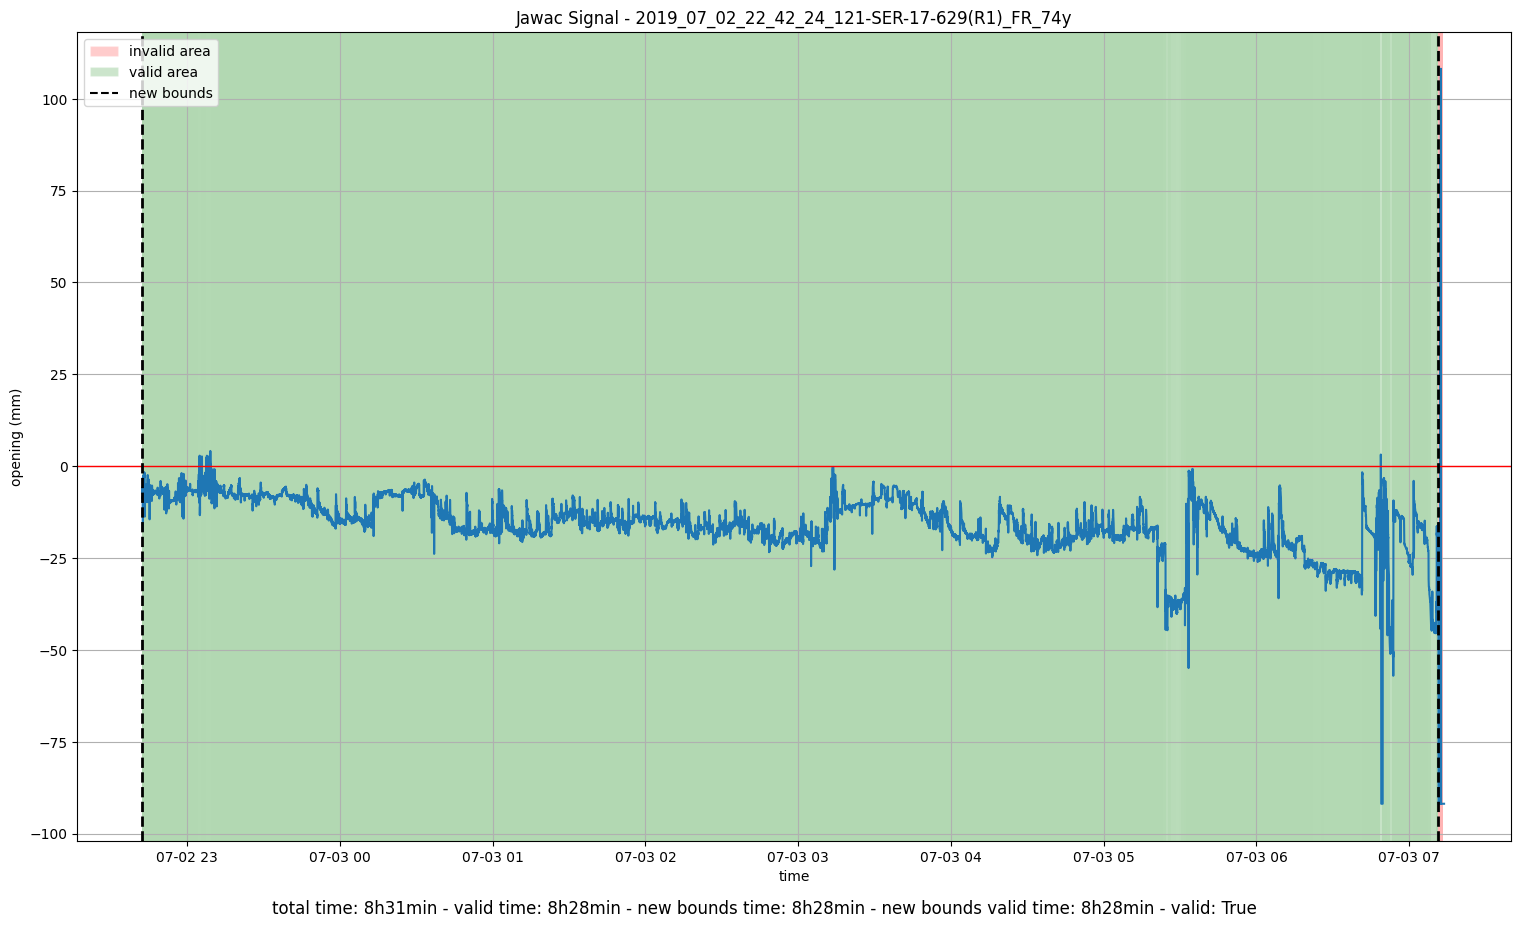 Jawac Signal - 2019_07_02_22_42_24_121-SER-17-629(R1)_FR_74y
invalid area
valid area
new bounds
100
75
50
25
0
−25
−50
−75
−100
opening (mm)
07-02 23
07-03 00
07-03 01
07-03 02
07-03 03
07-03 04
07-03 05
07-03 06
07-03 07
time
total time: 8h31min - valid time: 8h28min - new bounds time: 8h28min - new bounds valid time: 8h28min - valid: True